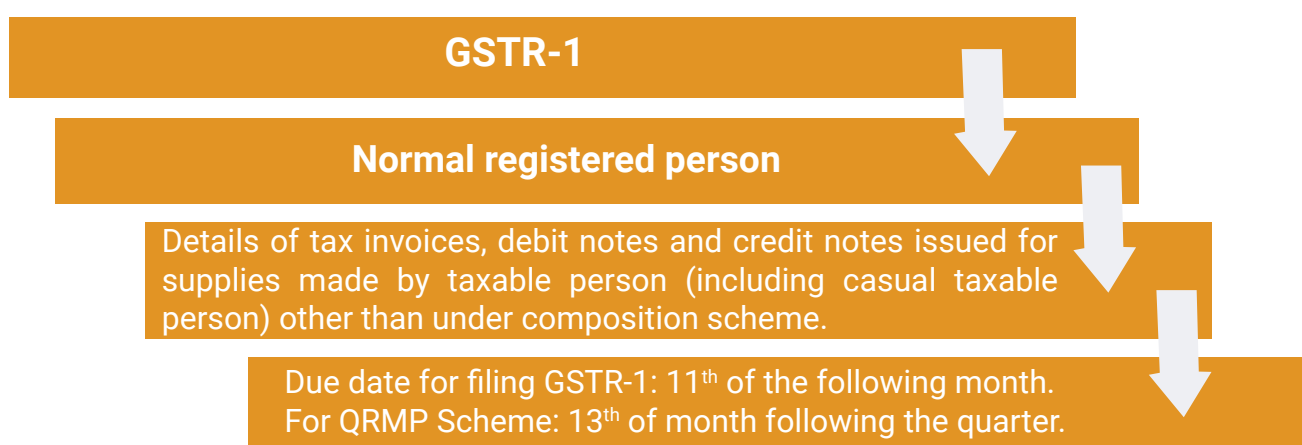 GSTR-1
Normal registered person
Details of tax invoices, debit notes and credit notes issued for
supplies made by taxable person (including casual taxable
person) other than under composition scheme.
Due date for filing GSTR-1: 11th of the following month.
For QRMP Scheme: 13th of month following the quarter.